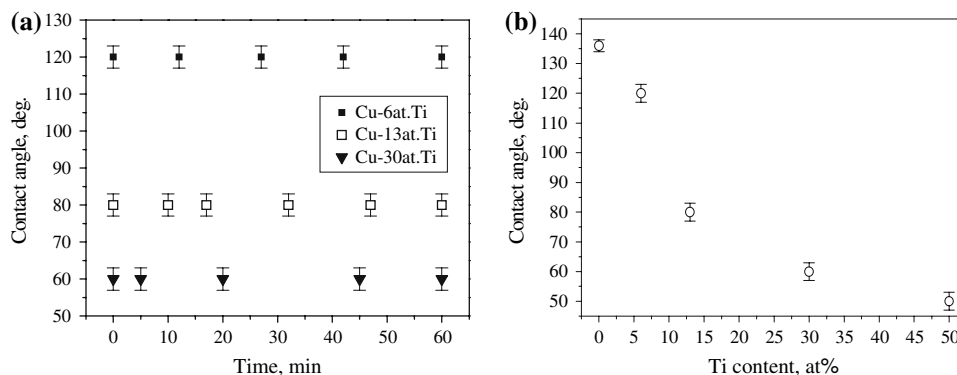 (a)
130
120
110
100
90
80
70
60
50
Contact angle, deg.
Cu-6at.Ti
Cu-13at.Ti
Cu-30at.Ti
0 10 20 30 40 50 60
Time, min
(b)
140
130
120
110
100
90
80
70
60
50
Contact angle, deg.
0 5 10 15 20 25 30 35 40 45 50
Ti content, at%